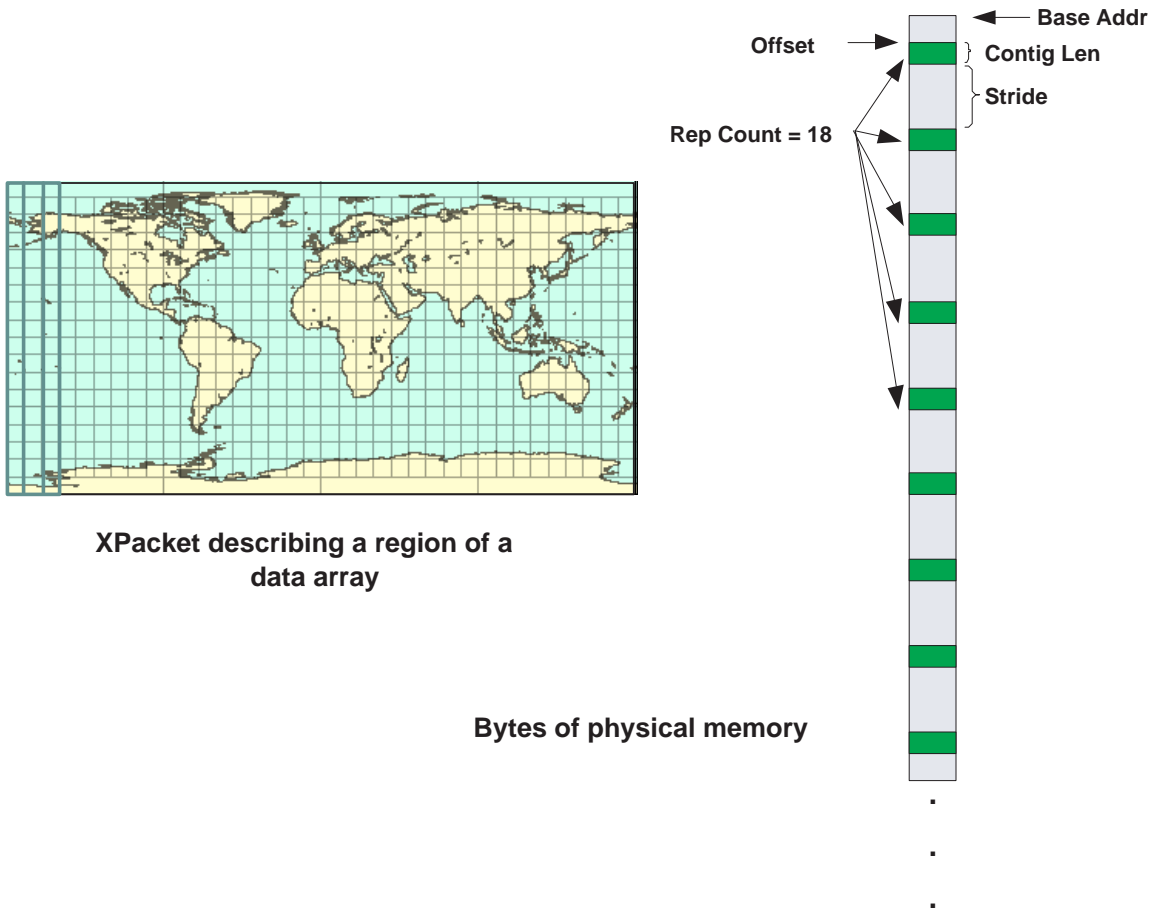 Base Addr
Offset
Contig Len
Stride
Rep Count = 18
XPacket describing a region of a
data array
Bytes of physical memory
.
.
.